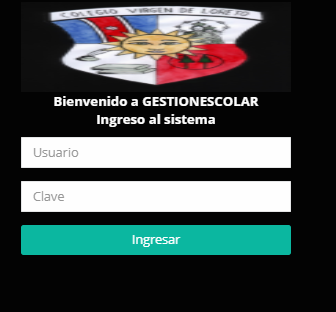 COLEGIO VIRGEN DE LORETO
Bienvenido a GESTIONESCOLAR
Ingreso al sistema
Usuario
Clave
Ingresar